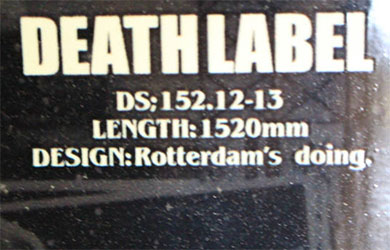 DEATH LABEL
DS;152.12-13
LENGTH:1520mm
DESIGN:Rotterdam's doing.